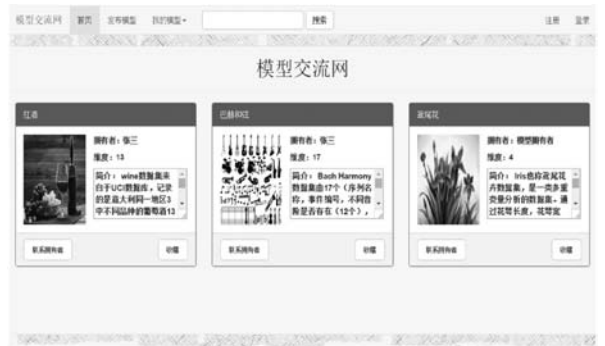 模型交流网 首页 发布模型 我的模型 搜索 注册 登录
模型交流网
红酒
拥有者：张三
维度：13
简介： wine数据集来
自于UCI数据库，记录
的是意大利同一地区3
中不同品种的葡萄酒13
联系拥有者 收藏
巴赫和弦
拥有者：张三
维度：17
简介： Bach Harmony
数据集由17个（序列名
称，事件编号，不同音
符是否存在（12个），
联系拥有者
鸢尾花
拥有者：模型拥有者
维度：4
简介： Iris也称鸢尾花
卉数据集，是一类多重
变量分析的数据集。通
过花萼长度，花萼宽
联系拥有者